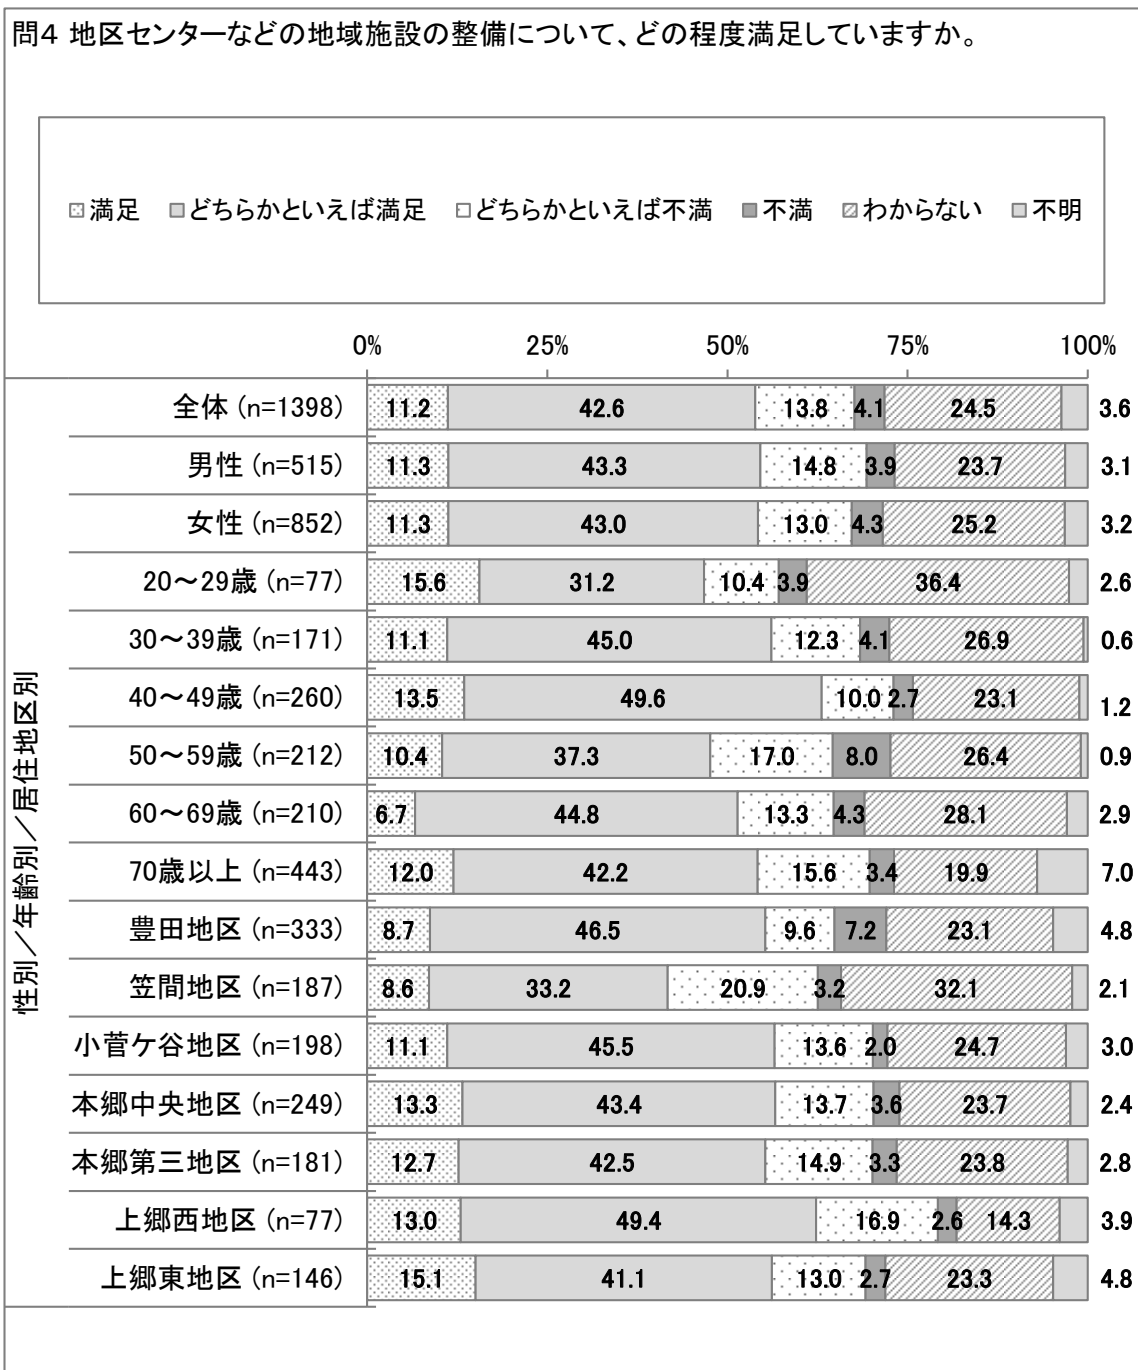 問4 地区センターなどの地域施設の整備について、どの程度満足していますか。
満足 どちらかといえば満足 どちらかといえば不満 不満 わからない 不明
0% 25% 50% 75% 100%
性別／年齢別／居住地区別
全体 (n=1398) 11.2 42.6 13.8 4.1 24.5 3.6
男性 (n=515) 11.3 43.3 14.8 3.9 23.7 3.1
女性 (n=852) 11.3 43.0 13.0 4.3 25.2 3.2
20～29歳 (n=77) 15.6 31.2 10.4 3.9 36.4 2.6
30～39歳 (n=171) 11.1 45.0 12.3 4.1 26.9 0.6
40～49歳 (n=260) 13.5 49.6 10.0 2.7 23.1 1.2
50～59歳 (n=212) 10.4 37.3 17.0 8.0 26.4 0.9
60～69歳 (n=210) 6.7 44.8 13.3 4.3 28.1 2.9
70歳以上 (n=443) 12.0 42.2 15.6 3.4 19.9 7.0
豊田地区 (n=333) 8.7 46.5 9.6 7.2 23.1 4.8
笠間地区 (n=187) 8.6 33.2 20.9 3.2 32.1 2.1
小菅ケ谷地区 (n=198) 11.1 45.5 13.6 2.0 24.7 3.0
本郷中央地区 (n=249) 13.3 43.4 13.7 3.6 23.7 2.4
本郷第三地区 (n=181) 12.7 42.5 14.9 3.3 23.8 2.8
上郷西地区 (n=77) 13.0 49.4 16.9 2.6 14.3 3.9
上郷東地区 (n=146) 15.1 41.1 13.0 2.7 23.3 4.8